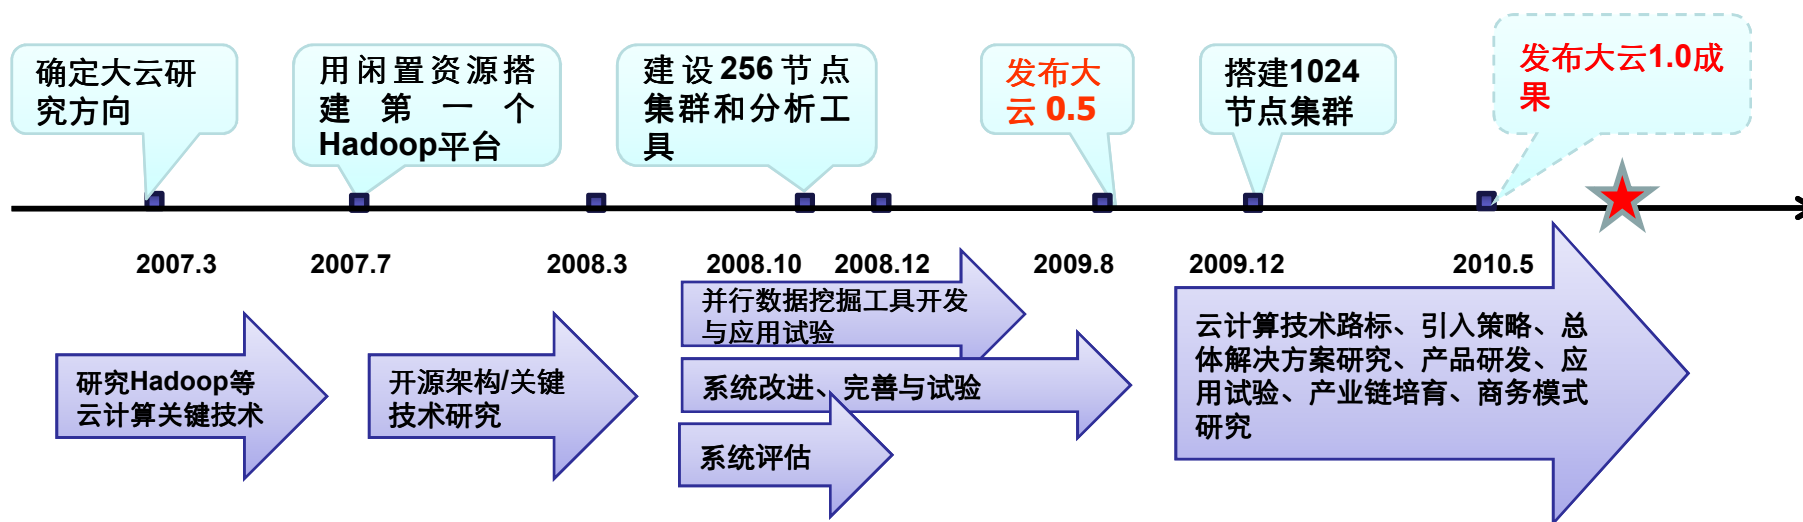 确定大云研
究方向
用闲置资源搭
建第一个
Hadoop平台
建设256节点
集群和分析工
具
发布大
云 0.5
搭建1024
节点集群
发布大云1.0成
果
2007.3
2007.7
2008.3
2008.10
2008.12
2009.8
2009.12
2010.5
研究Hadoop等
云计算关键技术
开源架构/关键
技术研究
并行数据挖掘工具开发
与应用试验
系统改进、完善与试验
系统评估
云计算技术路标、引入策略、总
体解决方案研究、产品研发、应
用试验、产业链培育、商务模式
研究